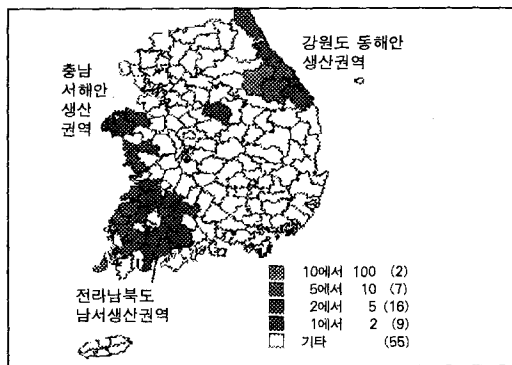 강원도 동해안
생산권역
충남
서해안
생산
권역
전라남북도
남서생산권역
10에서 100 (2)
5에서 10 (7)
2에서 5 (16)
1에서 2 (9)
기타 (55)